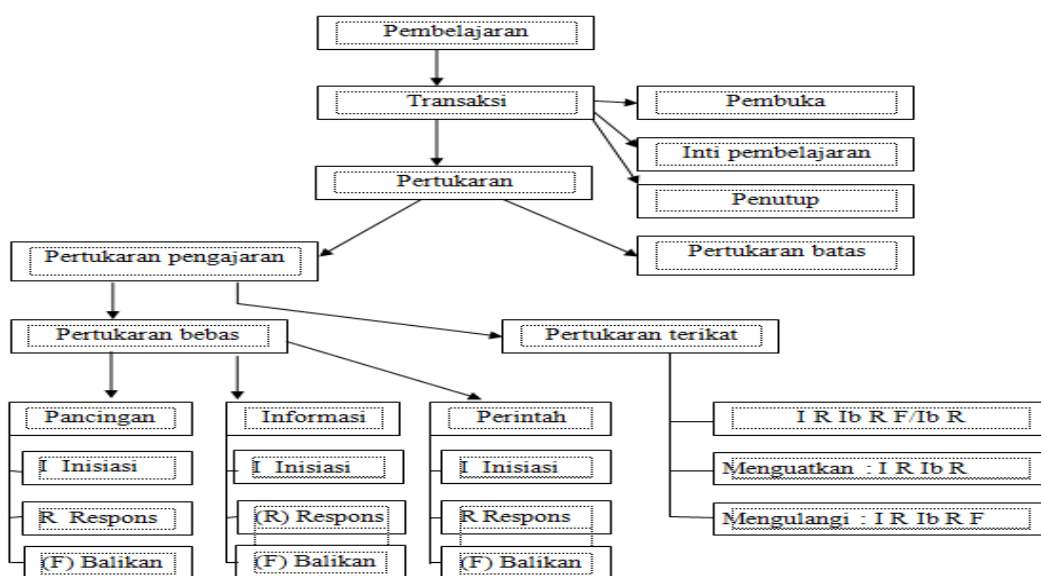 Pembelajaran
Transaksi
Pembuka
Inti pembelajaran
Pertukaran
Penutup
Pertukaran pengajaran
Pertukaran batas
Pertukaran bebas
Pertukaran terikat
Pancingan
Informasi
Perintah
I R Ib R F/Ib R
I Inisiasi
I Inisiasi
I Inisiasi
Menguatkan : I R Ib R
R Respons
(R) Respons
R Respons
Mengulangi : I R Ib R F
(F) Balikan
(F) Balikan
(F) Balikan